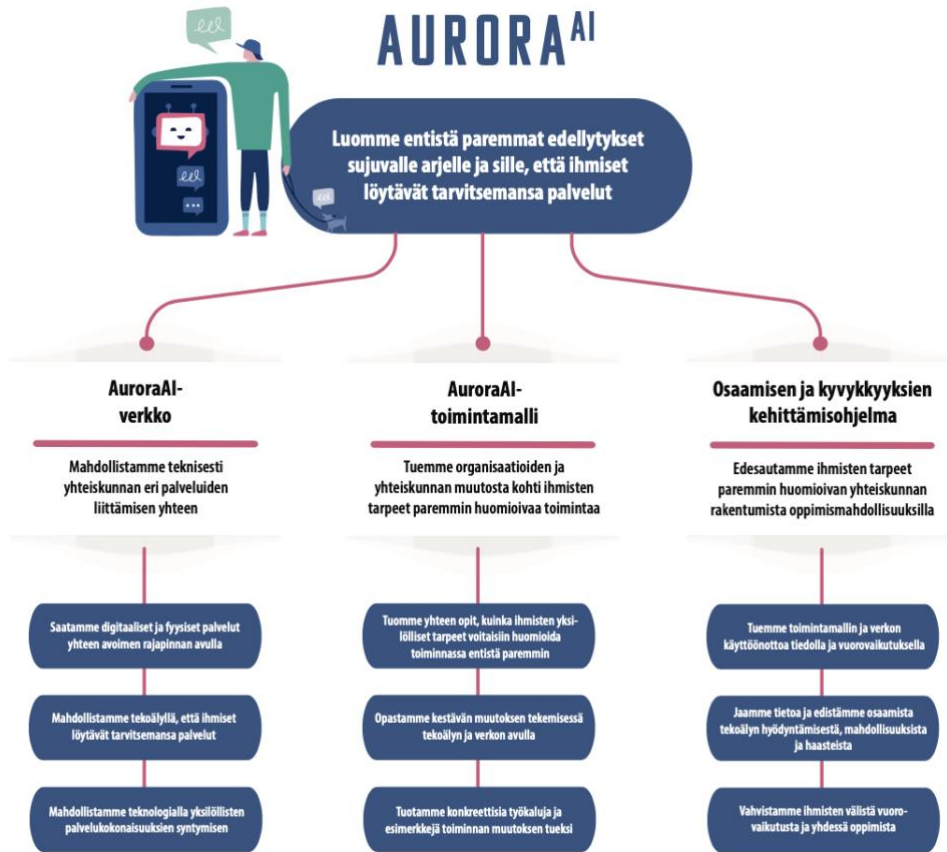 AURORA AI
Luomme entistä paremmat edellytykset
sujuvalle arjelle ja sille, että ihmiset
löytävät tarvitsemansa palvelut
AuroraAI-
verkko
Mahdollistamme teknisesti
yhteiskunnan eri palveluiden
liittämisen yhteen
Saatamme digitaaliset ja fyysiset palvelut
yhteen avoimen rajapinnan avulla
Mahdollistamme tekoälyllä, että ihmiset
löytävät tarvitsemansa palvelut
Mahdollistamme teknologialla yksilöllisten
palvelukokonaisuuksien syntymisen
AuroraAI-
toimintamalli
Tuemme organisaatioiden ja
yhteiskunnan muutosta kohti ihmisten
tarpeet paremmin huomioivaa toimintaa
Tuomme yhteen opit, kuinka ihmisten yksi-
lölliset tarpeet voitaisiin huomioida
toiminnassa entistä paremmin
Opastamme kestävän muutoksen tekemisessä
tekoälyn ja verkon avulla
Tuotamme konkreettisia työkaluja ja
esimerkkejä toiminnan muutoksen tueksi
Osaamisen ja kyvykkyyksien
kehittämisohjelma
Edesautamme ihmisten tarpeet
paremmin huomioivan yhteiskunnan
rakentumista oppimismahdollisuuksilla
Tuemme toimintamallin ja verkon
käyttöönottoa tiedolla ja vuorovaikutuksella
Jaamme tietoa ja edistämme osaamista
tekoälyn hyödyntämisestä, mahdollisuuksista
ja haasteista
Vahvistamme ihmisten välistä vuoro-
vaikutusta ja yhdessä oppimista